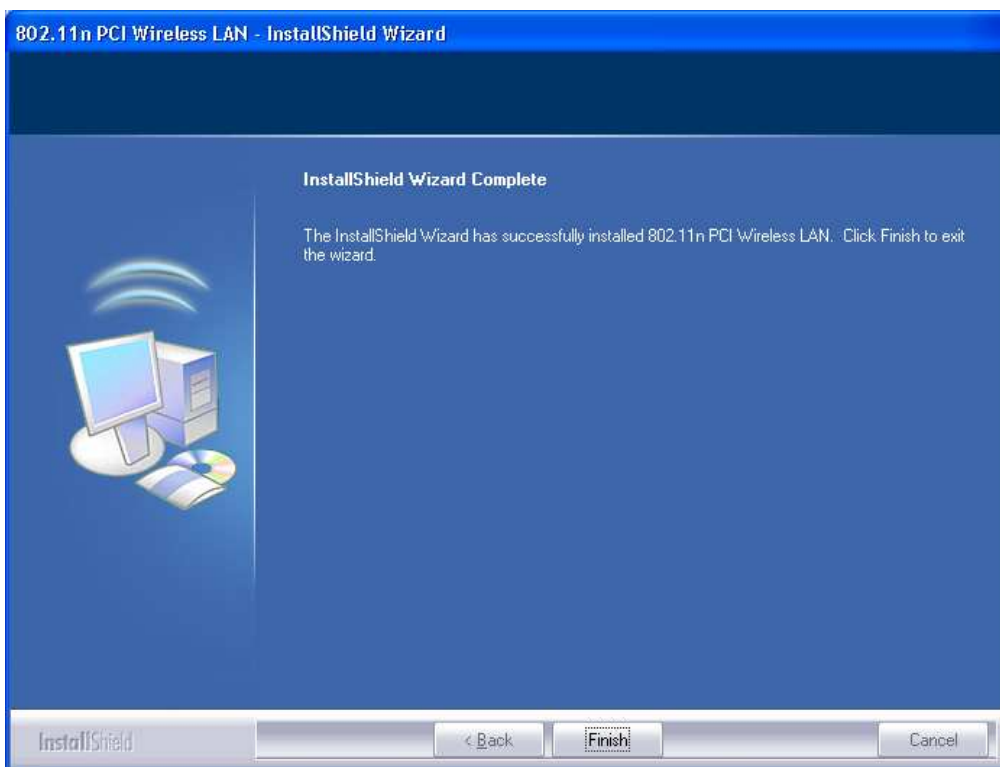 802.11n PCI Wireless LAN - InstallShield Wizard
InstallShield Wizard Complete
The InstallShield Wizard has successfully installed 802.11n PCI Wireless LAN. Click Finish to exit
the wizard.
InstallShield
< Back
Finish
Cancel